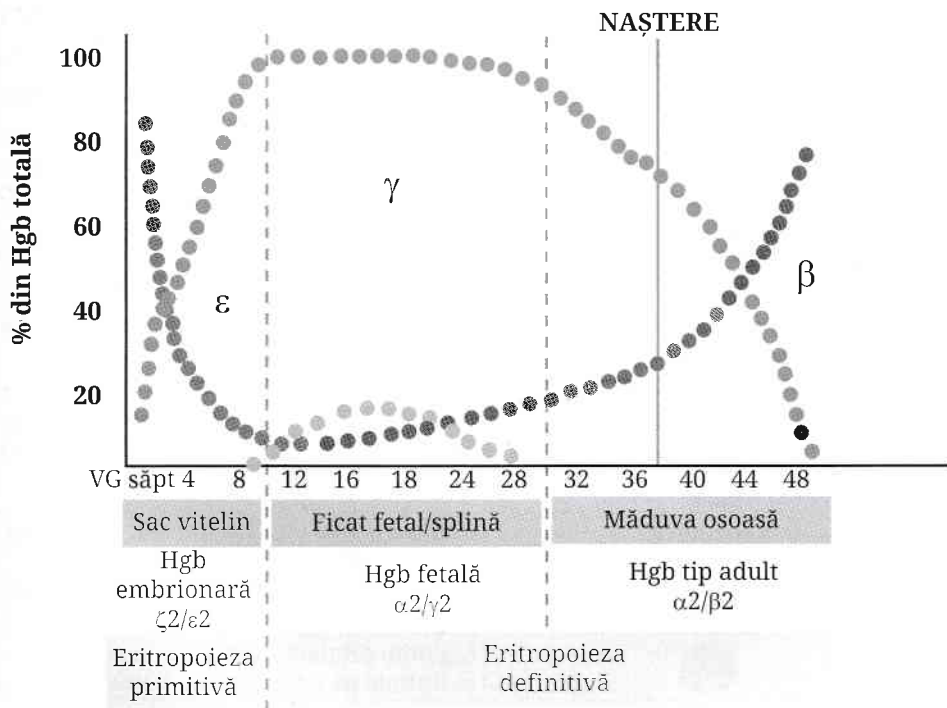 NAȘTERE
% din Hgb totală
100
80
60
40
20
γ
ε
β
VG săpt 4 8 12 16 18 24 28 32 36 40 44 48
Sac vitelin
Ficat fetal/splină
Măduva osoasă
Hgb
embrionară
ζ2/ε2
Hgb fetală
α2/γ2
Hgb tip adult
α2/β2
Eritropoieza
primitivă
Eritropoieza
definitivă